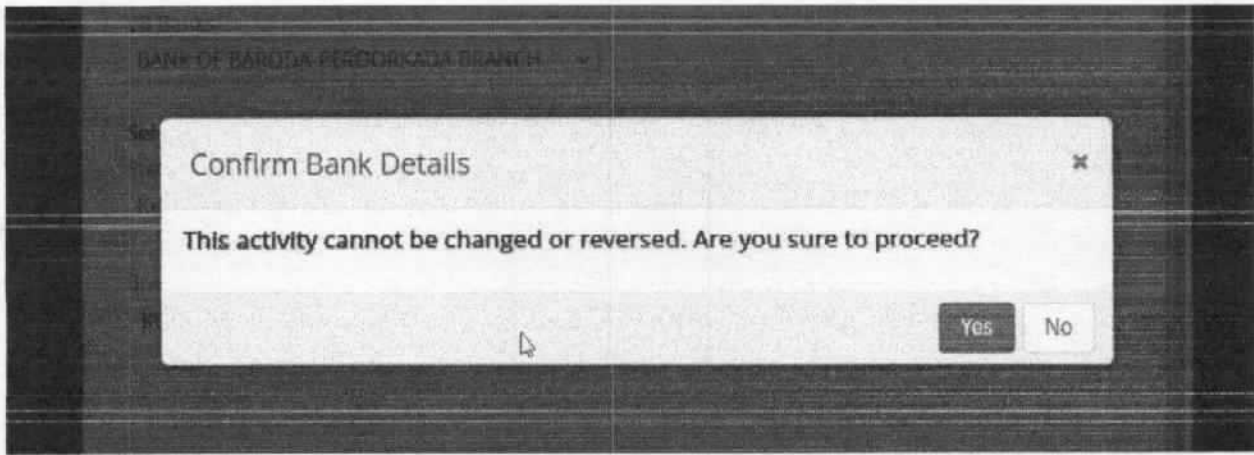 BANK OF BARODA-PEROORKADA BRANCH
Confirm Bank Details
This activity cannot be changed or reversed. Are you sure to proceed?
Yes No